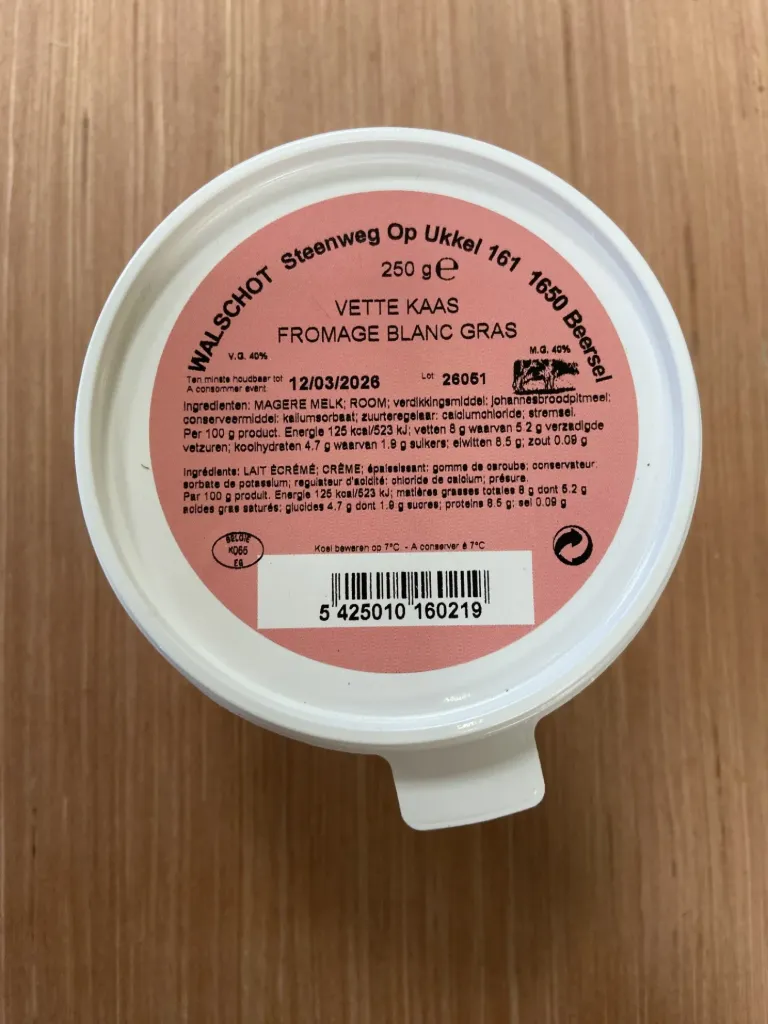 WALSCHOT Steenweg Op Ukkel 161 1650 Beersel
250 g ℮
VETTE KAAS
FROMAGE BLANC GRAS
V.G. 40%
M.G. 40%
Ten minste houdbaar tot
A consommer event
12/03/2026
Lot 26051
Ingredienten: MAGERE MELK; ROOM; verdikkingsmiddel: johannesbroodpitmeel;
conserveermiddel: kaliumsorbaat; zuurteregelaar: calciumchloride; stremsel.
Per 100 g product. Energie 125 kcal/523 kJ; vetten 8 g waarvan 5.2 g verzadigde
vetzuren; koolhydraten 4.7 g waarvan 1.9 g suikers; eiwitten 8.5 g; zout 0.09 g
Ingrédients: LAIT ÉCRÉMÉ; CRÈME; épaississant: gomme de caroube; conservateur:
sorbate de potassium; regulateur d'acidité: chloride de calcium; présure.
Par 100 g produit. Energie 125 kcal/523 kJ; matières grasses totales 8 g dont 5.2 g
acides gras saturés; glucides 4.7 g dont 1.9 g sucres; proteins 8.5 g; sel 0.09 g
BELGIE
KO65
EG
Koel bewaren op 7°C - A conserver è 7°C
5 425010 160219